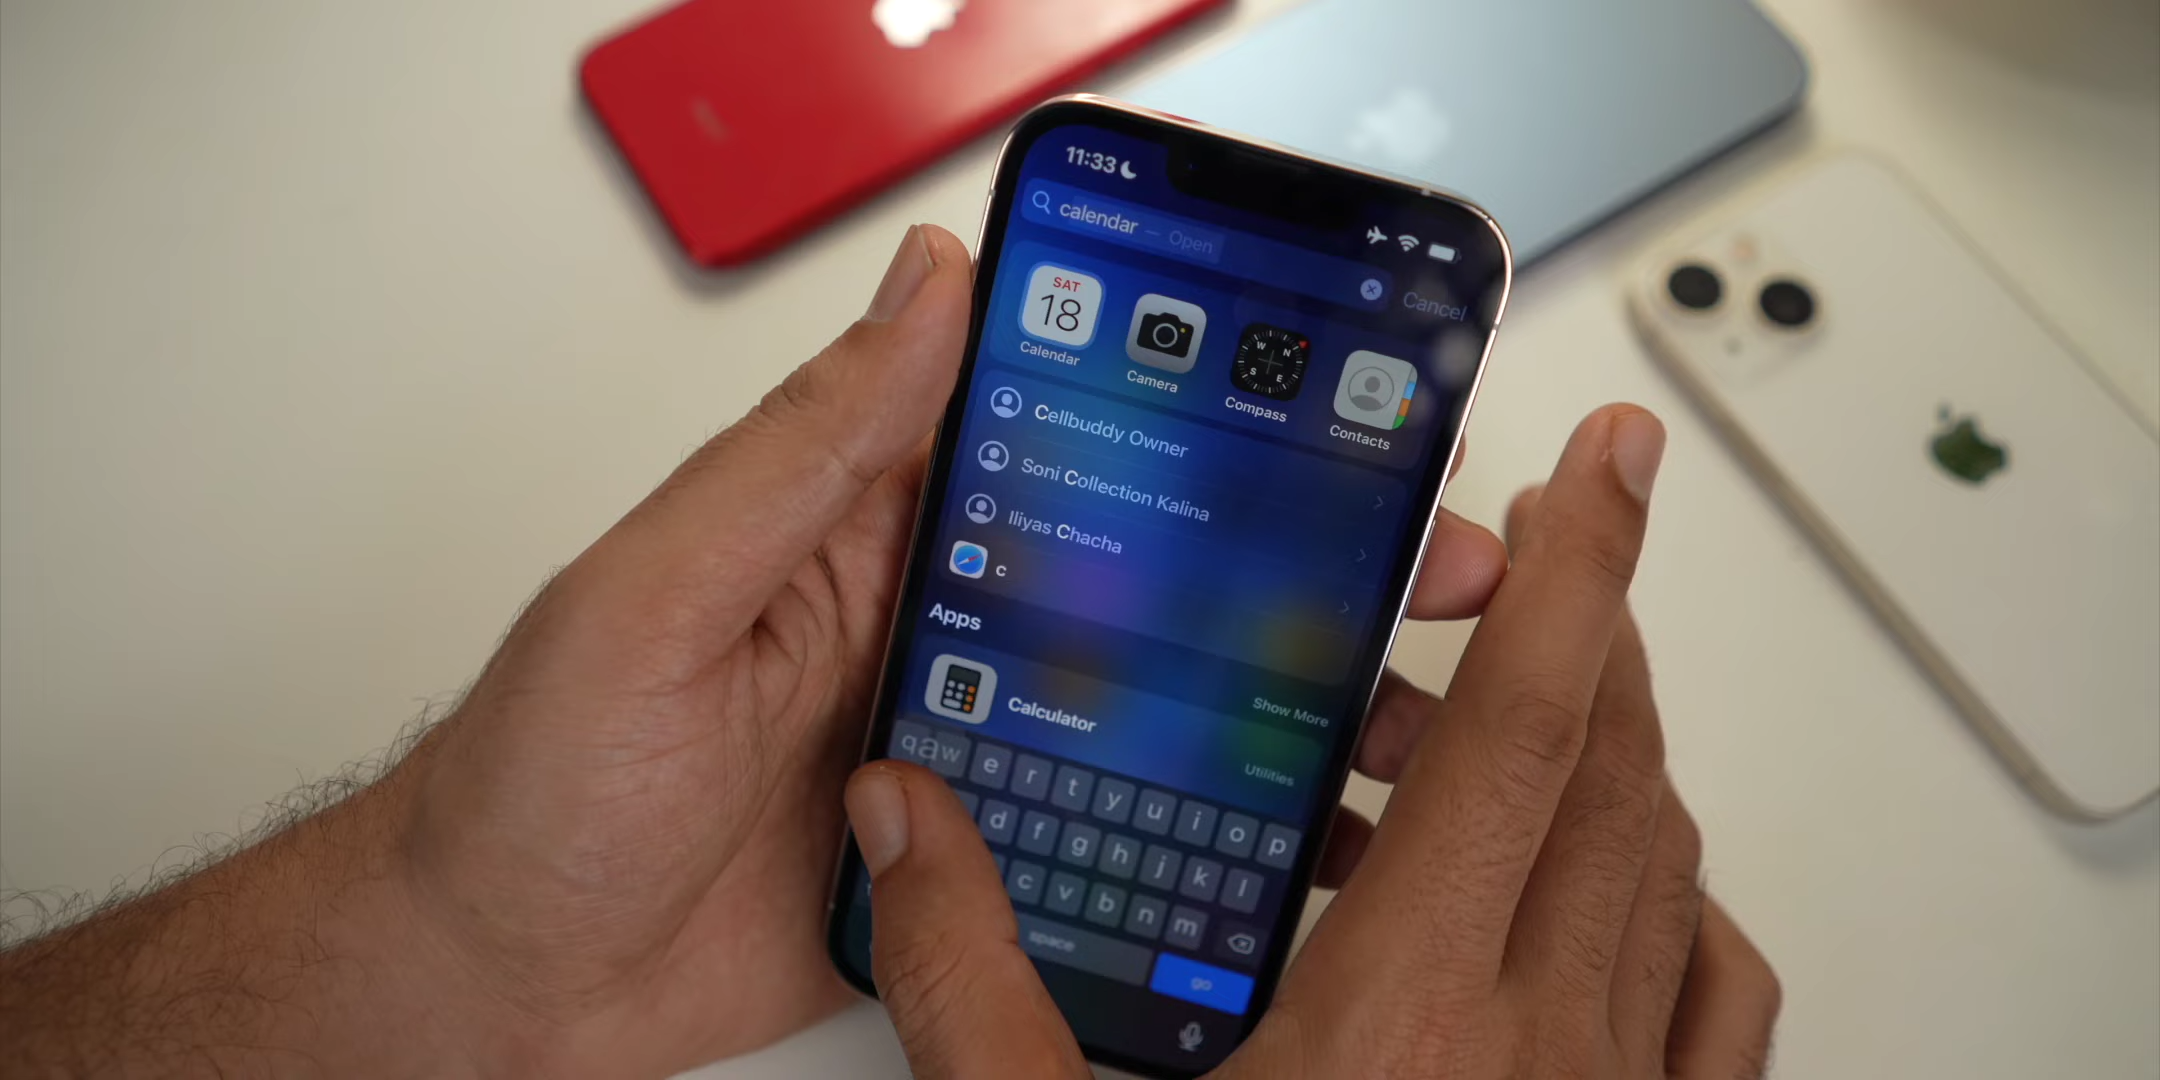 11:33
calendar — Open
Cancel
SAT
18
W N
S E
Calendar
Camera
Compass
Contacts
Cellbuddy Owner
Soni Collection Kalina
Iliyas Chacha
c
Apps
Show More
Calculator
Utilities
q a w e r t y u i o p
d f g h j k l
c v b n m
space
go